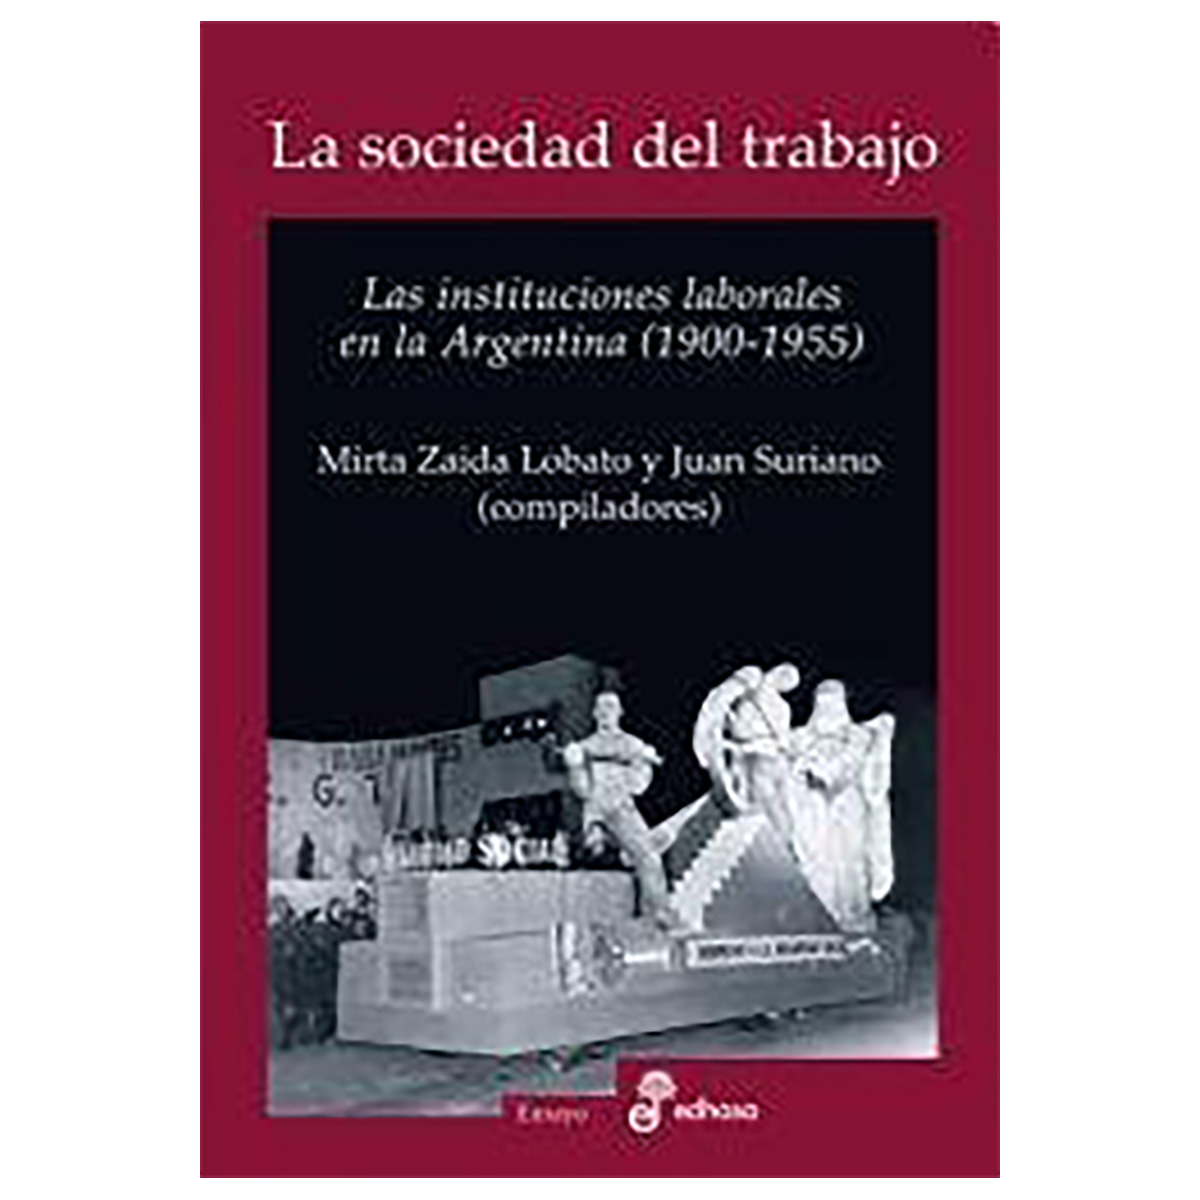 La sociedad del trabajo
Las instituciones laborales
en la Argentina (1900-1955)
Mirta Zaida Lobato y Juan Suriano
(compiladores)
G. T
SOCIAL
Ensayo
edhasa